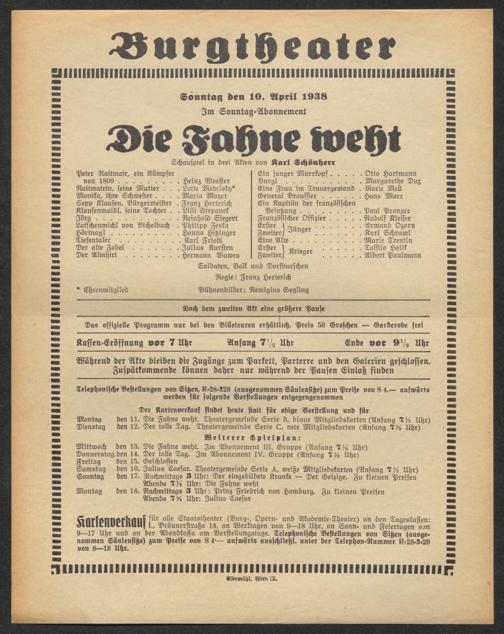 Burgtheater
Sonntag den 10. April 1938
Im Sonntag-Abonnement
Die Fahne weht
Schauspiel in drei Akten von Karl Schönherr
Peter Raitmair, ein Kämpfer
von 1809 . . . . . . . . . . Heinz Woester
Raitmairin, seine Mutter . . Lotte Medelsky*
Monika, ihre Schwester . . Maria Mayer
Sepp Klausen, Bürgermeister . Franz Herterich
Klausenmaidl, seine Tochter . . Lilli Stepanek
Jörg . . . . . . . . . . Reinhold Siegert
Latschenmichl von Bichelbach . Philipp Zeska
Hörtnagl . . . . . . . . Hanns Hitzinger
Tiefentaler . . . . . . . Karl Friedl
Der alte Fabel . . . . . . Julius Karsten
Der Almhirt . . . . . . . Hermann Wawra
Ein junger Murrkopf . . . . . . Otto Hartmann
Burgl . . . . . . . . . . Margarethe Dux
Eine Frau im Trauergewand . Maria Mell
General Brussier . . . . . . Hans Marr
Ein Kapitän der französischen
Besatzung . . . . . . . . . Paul Pranger
Französischer Offizier . . . . Rudolf Kleiser
Erster } Jünger . . . . . . Armand Ozory
Zweiter . . . . . . Karl Schraml
Eine Alte . . . . . . . . Marie Trentin
Erster } Krieger . . . . . . Tassilo Holik
Zweiter . . . . . . Albert Paulmann
Soldaten, Volk und Dorfburschen
Regie: Franz Herterich
* Ehrenmitglied Bühnenbilder: Remigius Geyling
Nach dem zweiten Akt eine größere Pause
Das offizielle Programm nur bei den Billeteuren erhältlich. Preis 50 Groschen — Garderobe frei
Kassen-Eröffnung vor 7 Uhr Anfang 7½ Uhr Ende vor 9½ Uhr
Während der Akte bleiben die Zugänge zum Parkett, Parterre und den Galerien geschlossen.
Zuspätkommende können daher nur während der Pausen Einlaß finden
Telephonische Bestellungen von Sitzen, R-28-320 (ausgenommen Säulensitze) zum Preise von S 4.— aufwärts
werden für folgende Vorstellungen entgegengenommen
Der Kartenverkauf findet heute statt für obige Vorstellung und für
Montag den 11. Die Fahne weht. Theatergemeinde Serie B, blaue Mitgliedskarten (Anfang 7½ Uhr)
Dienstag den 12. Der tolle Tag. Theatergemeinde Serie C, rote Mitgliedskarten (Anfang 7½ Uhr)
Weiterer Spielplan:
Mittwoch den 13. Die Fahne weht. Im Abonnement III. Gruppe (Anfang 7½ Uhr)
Donnerstag den 14. Der tolle Tag. Im Abonnement IV. Gruppe (Anfang 7½ Uhr)
Freitag den 15. Geschlossen
Samstag den 16. Julius Caesar. Theatergemeinde Serie A, weiße Mitgliedskarten (Anfang 7½ Uhr)
Sonntag den 17. Nachmittags 3 Uhr: Der eingebildete Kranke — Der Geizige. Zu kleinen Preisen
Abends 7½ Uhr: Die Fahne weht
Montag den 18. Nachmittags 3 Uhr: Prinz Friedrich von Homburg. Zu kleinen Preisen
Abends 7½ Uhr: Julius Caesar
Kartenverkauf für alle Staatstheater (Burg-, Opern- und Akademie-Theater) an den Tageskassen:
I., Bräunerstraße 14, an Werktagen von 9—18 Uhr, an Sonn- und Feiertagen von
9—17 Uhr und an der Abendkassa am Vorstellungstage. Telephonische Bestellungen von Sitzen (ausge-
nommen Säulensitze) zum Preise von S 4·— aufwärts ausschließl. unter der Telephon-Nummer R-28-3-20
von 8—18 Uhr.
Elbemühl, Wien IX.